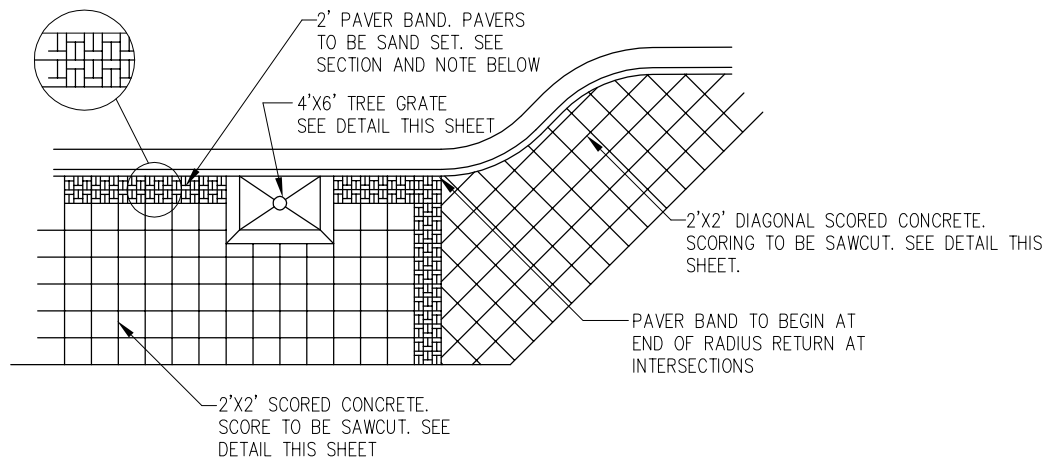 2' PAVER BAND. PAVERS
TO BE SAND SET. SEE
SECTION AND NOTE BELOW
4'X6' TREE GRATE
SEE DETAIL THIS SHEET
2'X2' DIAGONAL SCORED CONCRETE.
SCORING TO BE SAWCUT. SEE DETAIL THIS
SHEET.
PAVER BAND TO BEGIN AT
END OF RADIUS RETURN AT
INTERSECTIONS
2'X2' SCORED CONCRETE.
SCORE TO BE SAWCUT. SEE
DETAIL THIS SHEET